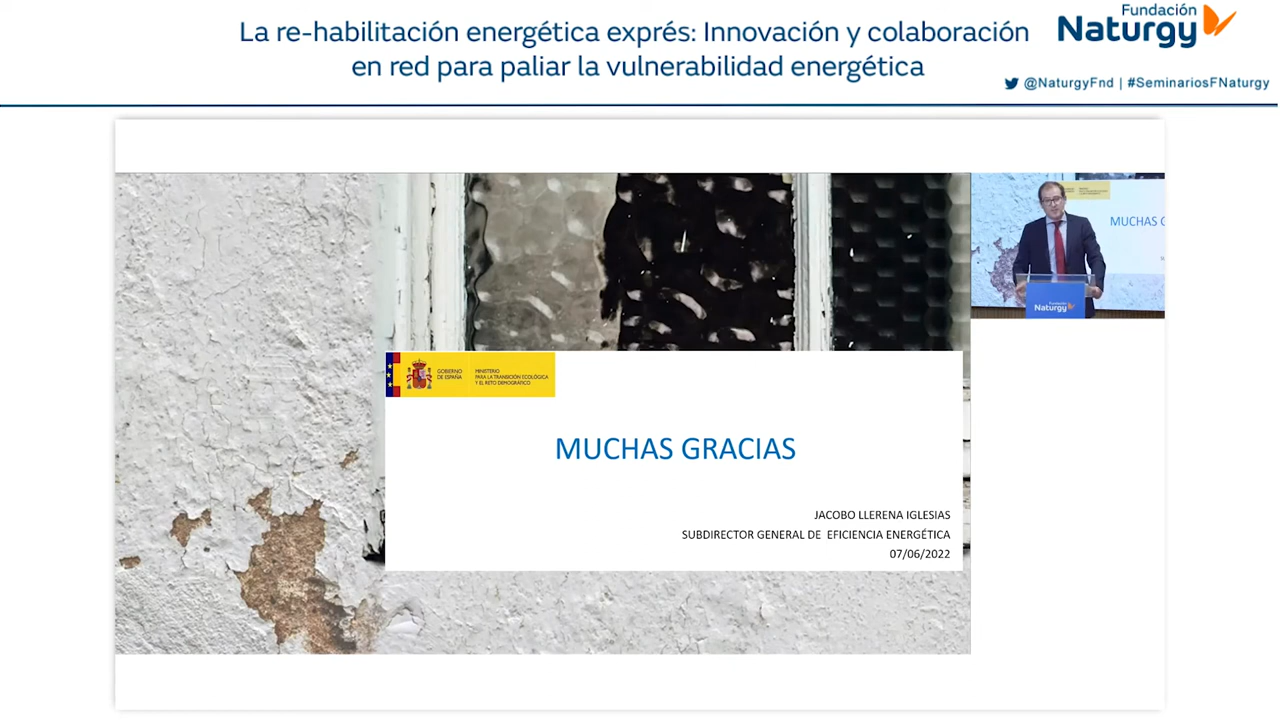 La re-habilitación energética exprés: Innovación y colaboración
en red para paliar la vulnerabilidad energética
Fundación
Naturgy
@NaturgyFnd | #SeminariosFNaturgy
MUCHAS G
Fundación
Naturgy
GOBIERNO
DE ESPAÑA
MINISTERIO
PARA LA TRANSICIÓN ECOLÓGICA
Y EL RETO DEMOGRÁFICO
MUCHAS GRACIAS
JACOBO LLERENA IGLESIAS
SUBDIRECTOR GENERAL DE EFICIENCIA ENERGÉTICA
07/06/2022